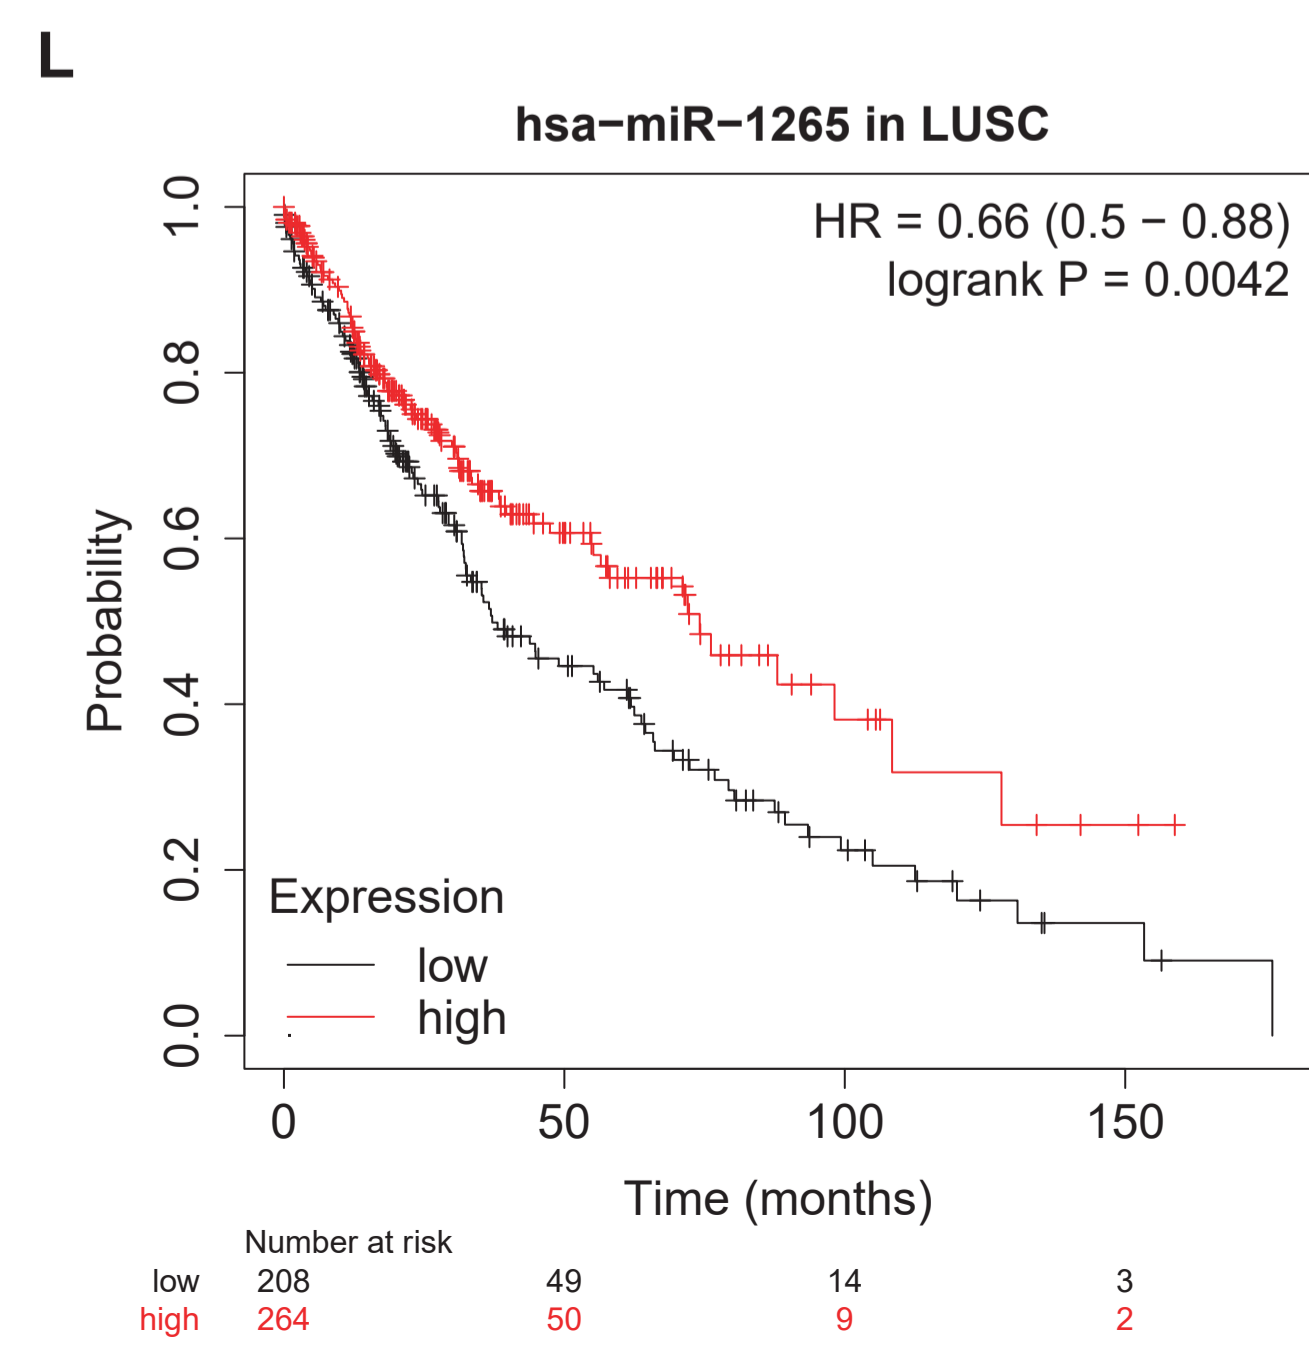 L
hsa−miR−1265 in LUSC
HR = 0.66 (0.5 − 0.88)
logrank P = 0.0042
Probability
1.0
0.8
0.6
0.4
0.2
0.0
Expression
low
high
0 50 100 150
Time (months)
Number at risk
low 208 49 14 3
high 264 50 9 2